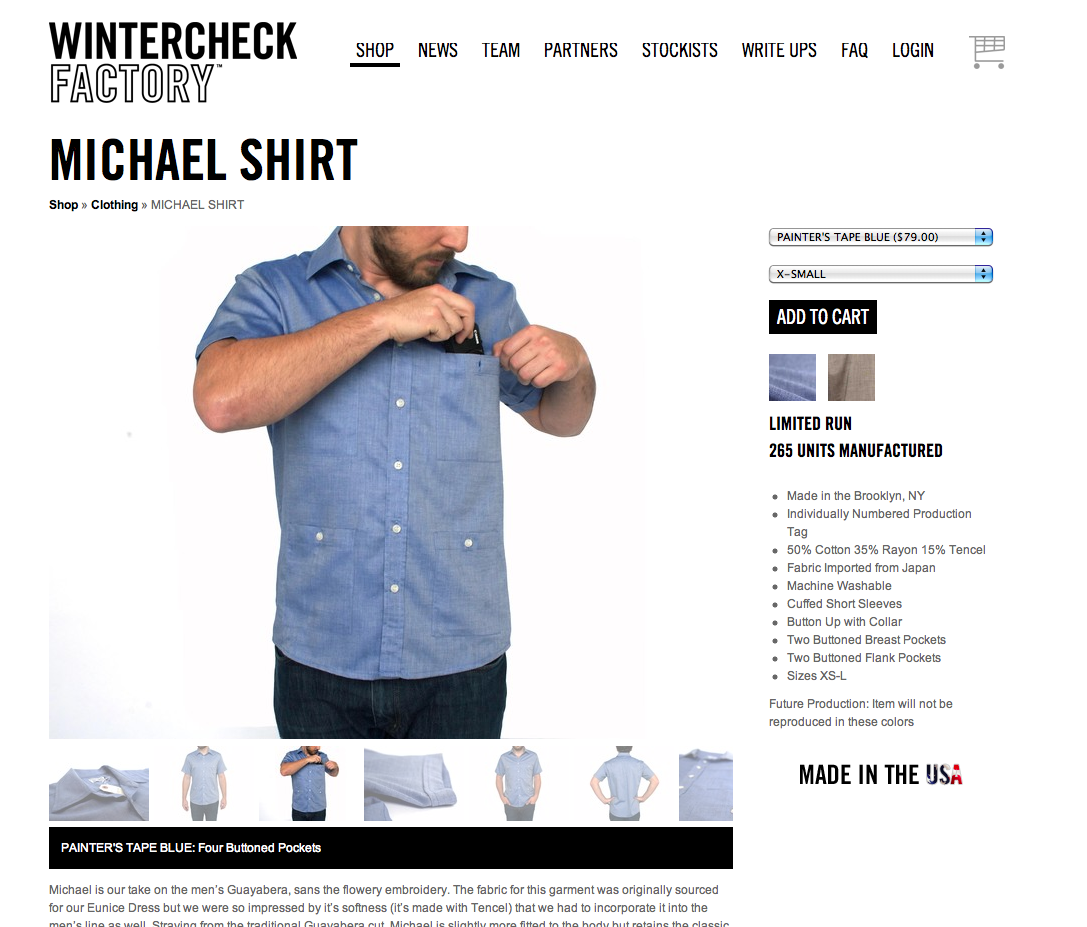 WINTERCHECK
FACTORY™
SHOP NEWS TEAM PARTNERS STOCKISTS WRITE UPS FAQ LOGIN
MICHAEL SHIRT
Shop » Clothing » MICHAEL SHIRT
PAINTER'S TAPE BLUE ($79.00)
X-SMALL
ADD TO CART
LIMITED RUN
265 UNITS MANUFACTURED
Made in the Brooklyn, NY
Individually Numbered Production
Tag
50% Cotton 35% Rayon 15% Tencel
Fabric Imported from Japan
Machine Washable
Cuffed Short Sleeves
Button Up with Collar
Two Buttoned Breast Pockets
Two Buttoned Flank Pockets
Sizes XS-L
Future Production: Item will not be
reproduced in these colors
MADE IN THE USA
PAINTER'S TAPE BLUE: Four Buttoned Pockets
Michael is our take on the men's Guayabera, sans the flowery embroidery. The fabric for this garment was originally sourced
for our Eunice Dress but we were so impressed by it's softness (it's made with Tencel) that we had to incorporate it into the
men's line as well. Straying from the traditional Guayabera cut, Michael is slightly more fitted to the body but retains the classic